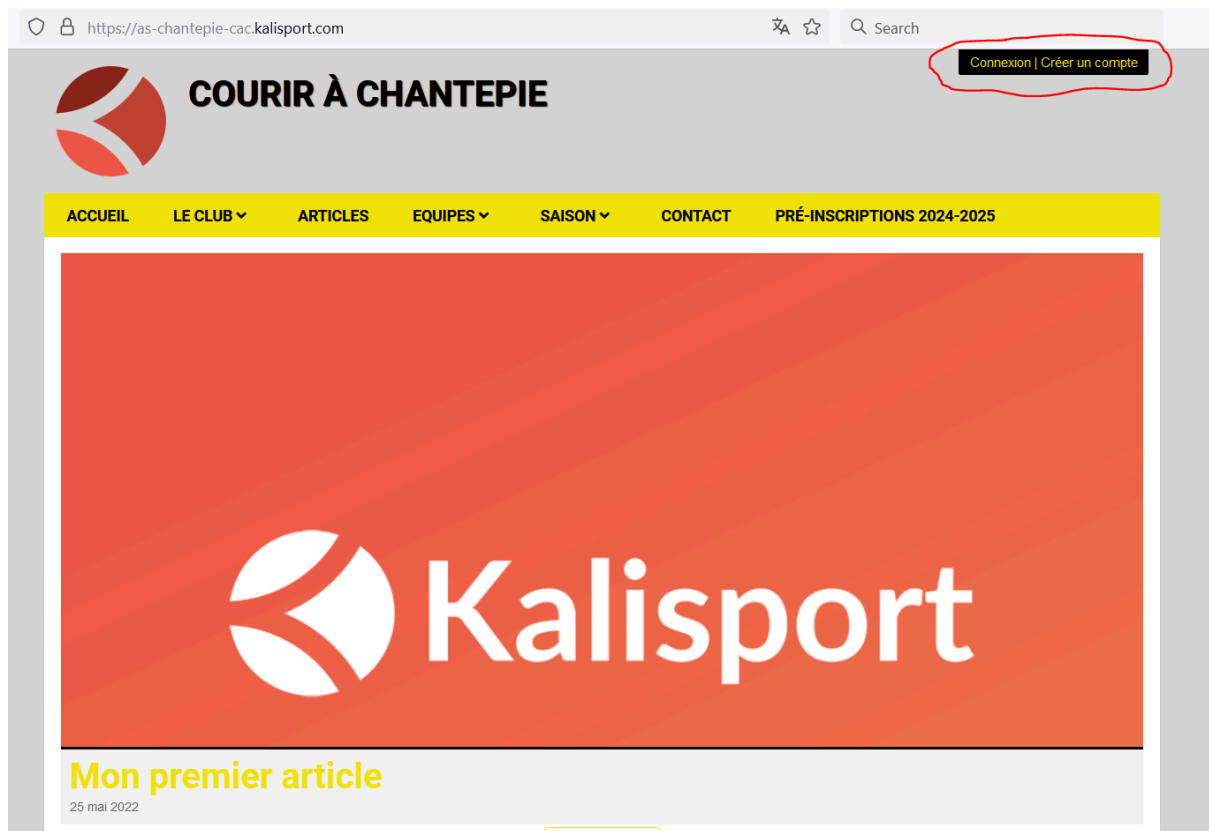 https://as-chantepie-cac.kalisport.com
Search
Connexion | Créer un compte
COURIR À CHANTEPIE
ACCUEIL LE CLUB ARTICLES EQUIPES SAISON CONTACT PRÉ-INSCRIPTIONS 2024-2025
Kalisport
Mon premier article
25 mai 2022